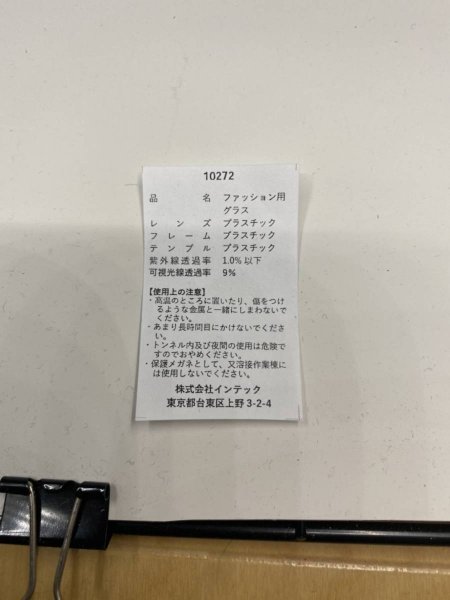 10272
品名 ファッション用
グラス
レンズ プラスチック
フレーム プラスチック
テンプル プラスチック
紫外線透過率 1.0% 以下
可視光線透過率 9%
【使用上の注意】
・高温のところに置いたり、傷をつけ
るような金属と一緒にしまわないで
ください。
・あまり長時間目にかけないでくださ
い。
・トンネル内及び夜間の使用は危険で
すのでおやめください。
・保護メガネとして、又溶接作業様に
は使用しないでください。
株式会社インテック
東京都台東区上野 3-2-4